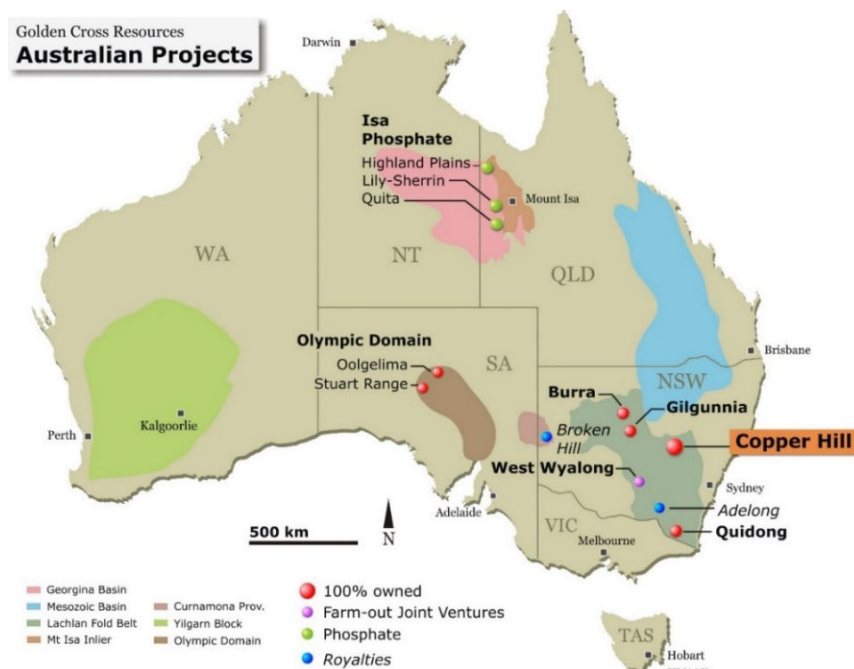 Golden Cross Resources
Australian Projects
Darwin
Isa
Phosphate
Highland Plains
Lily-Sherrin
Quita
Mount Isa
WA
NT
QLD
Olympic Domain
Oolgelima
Stuart Range
SA
Brisbane
NSW
Burra
Gilgunnia
Broken
Hill
Copper Hill
Perth
Kalgoorlie
West Wyalong
Sydney
Adelong
Adelaide
500 km
N
VIC
Melbourne
Quidong
Georgina Basin
Mesozoic Basin
Lachlan Fold Belt
Mt Isa Inlier
Curnamona Prov.
Yilgarn Block
Olympic Domain
100% owned
Farm-out Joint Ventures
Phosphate
Royalties
TAS
Hobart